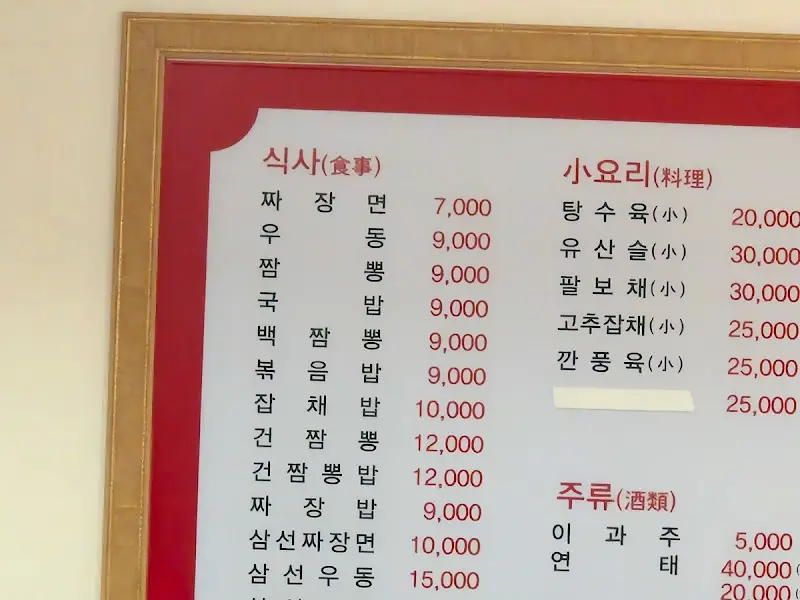 식사(食事)
짜장면 7,000
우동 9,000
짬뽕 9,000
국밥 9,000
백짬뽕 9,000
볶음밥 9,000
잡채밥 10,000
건짬뽕 12,000
건짬뽕밥 12,000
짜장밥 9,000
삼선짜장면 10,000
삼선우동 15,000
小요리(料理)
탕수육(小) 20,000
유산슬(小) 30,000
팔보채(小) 30,000
고추잡채(小) 25,000
깐풍육(小) 25,000
25,000
주류(酒類)
이과주 5,000
연태 40,000
20,000